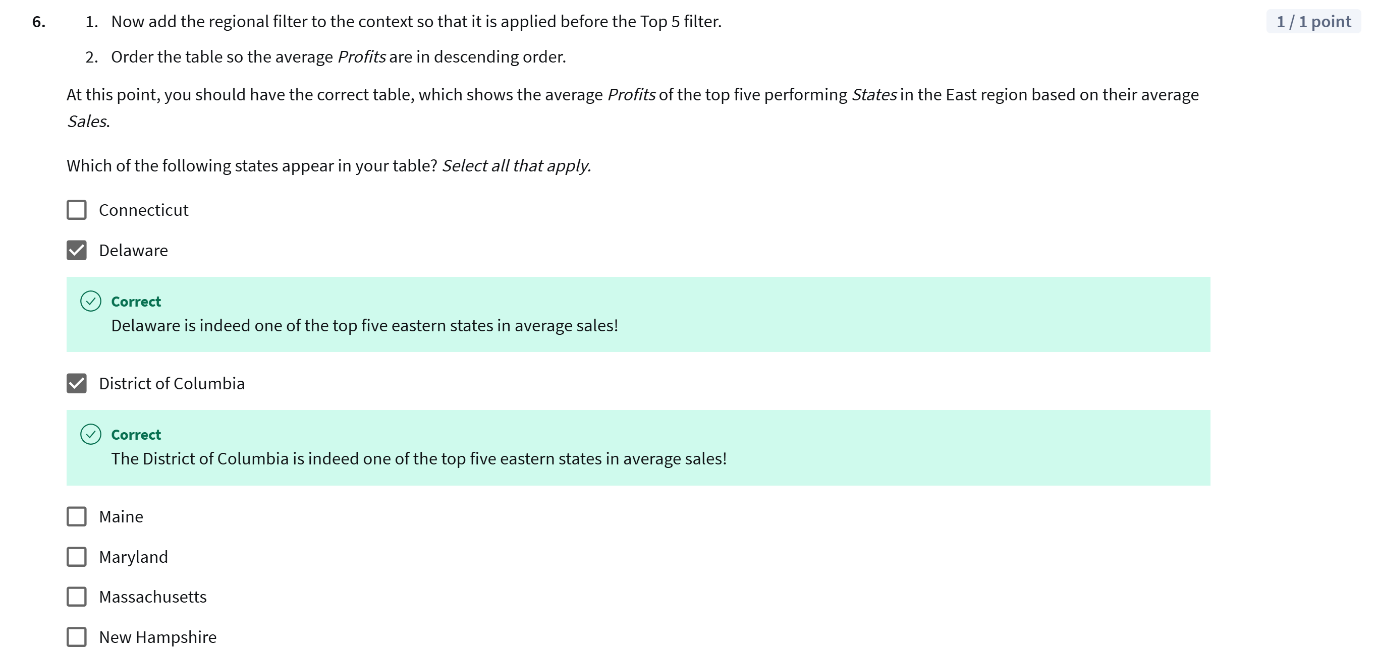 6. 1. Now add the regional filter to the context so that it is applied before the Top 5 filter. 1 / 1 point
2. Order the table so the average Profits are in descending order.
At this point, you should have the correct table, which shows the average Profits of the top five performing States in the East region based on their average
Sales.
Which of the following states appear in your table? Select all that apply.
Connecticut
Delaware
Correct
Delaware is indeed one of the top five eastern states in average sales!
District of Columbia
Correct
The District of Columbia is indeed one of the top five eastern states in average sales!
Maine
Maryland
Massachusetts
New Hampshire